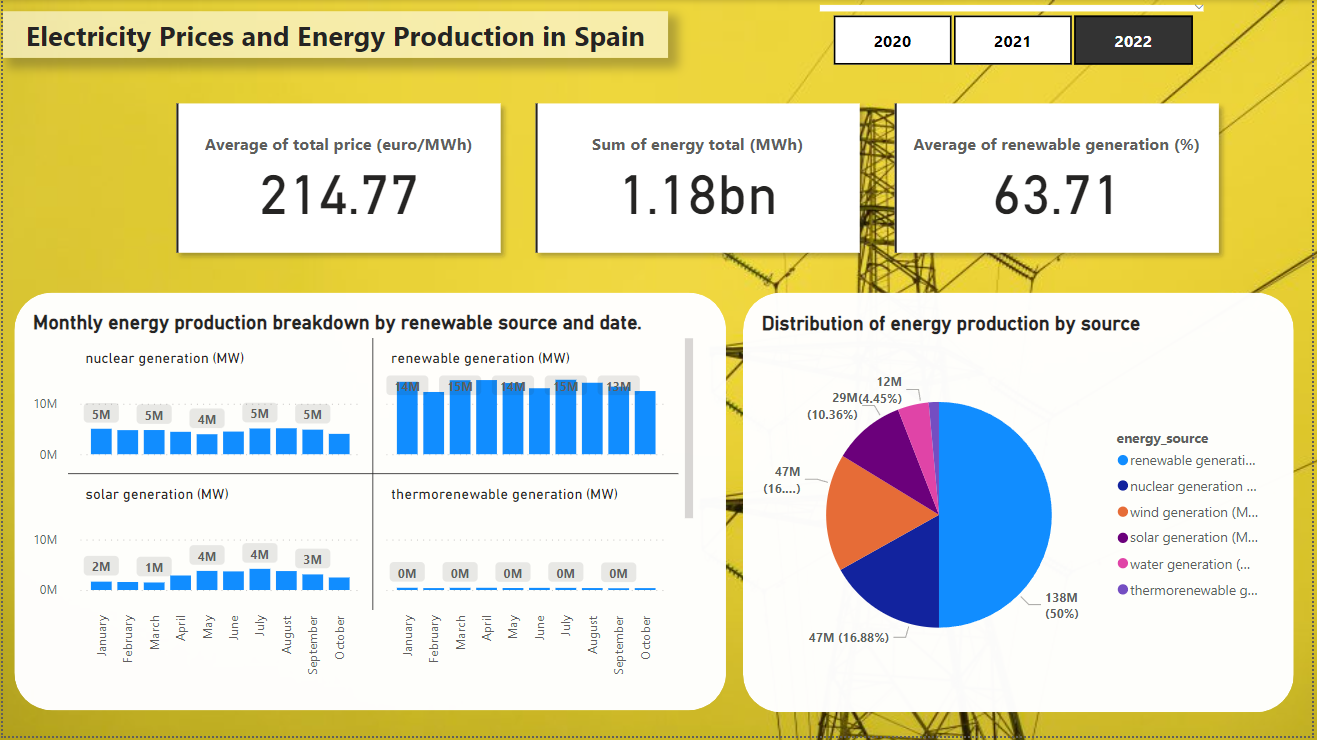 Electricity Prices and Energy Production in Spain
2020
2021
2022
Average of total price (euro/MWh)
214.77
Sum of energy total (MWh)
1.18bn
Average of renewable generation (%)
63.71
Monthly energy production breakdown by renewable source and date.
nuclear generation (MW)
10M
0M
5M
5M
4M
5M
5M
renewable generation (MW)
14M
15M
14M
15M
13M
solar generation (MW)
10M
0M
2M
1M
4M
4M
3M
thermorenewable generation (MW)
0M
0M
0M
0M
0M
January
February
March
April
May
June
July
August
September
October
January
February
March
April
May
June
July
August
September
October
Distribution of energy production by source
12M
(4.45%)
29M
(10.36%)
47M
(16....)
47M (16.88%)
138M
(50%)
energy_source
renewable generati...
nuclear generation ...
wind generation (M...
solar generation (M...
water generation (...
thermorenewable g...